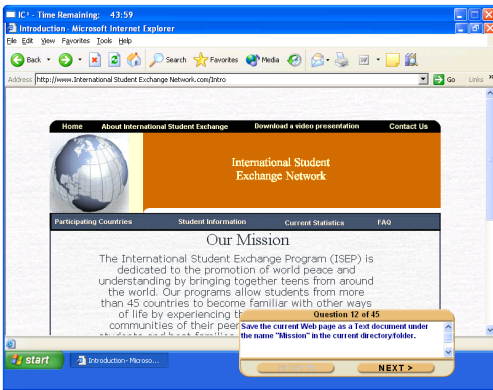 IC³ - Time Remaining: 43:59
Introduction - Microsoft Internet Explorer
File Edit View Favorites Tools Help
Back Search Favorites Media
Address http://www.International Student Exchange Network.com/Intro Go Links »
Home About International Student Exchange Download a video presentation Contact Us
International Student
Exchange Network
Participating Countries Student Information Current Statistics FAQ
Our Mission
The International Student Exchange Program (ISEP) is
dedicated to the promotion of world peace and
understanding by bringing together teens from around
the world. Our programs allow students from more
than 45 countries to become familiar with other ways
of life by experiencing th
communities of their peer
Question 12 of 45
Save the current Web page as a Text document under
the name "Mission" in the current directory/folder.
NEXT >
start Introduction - Microso...